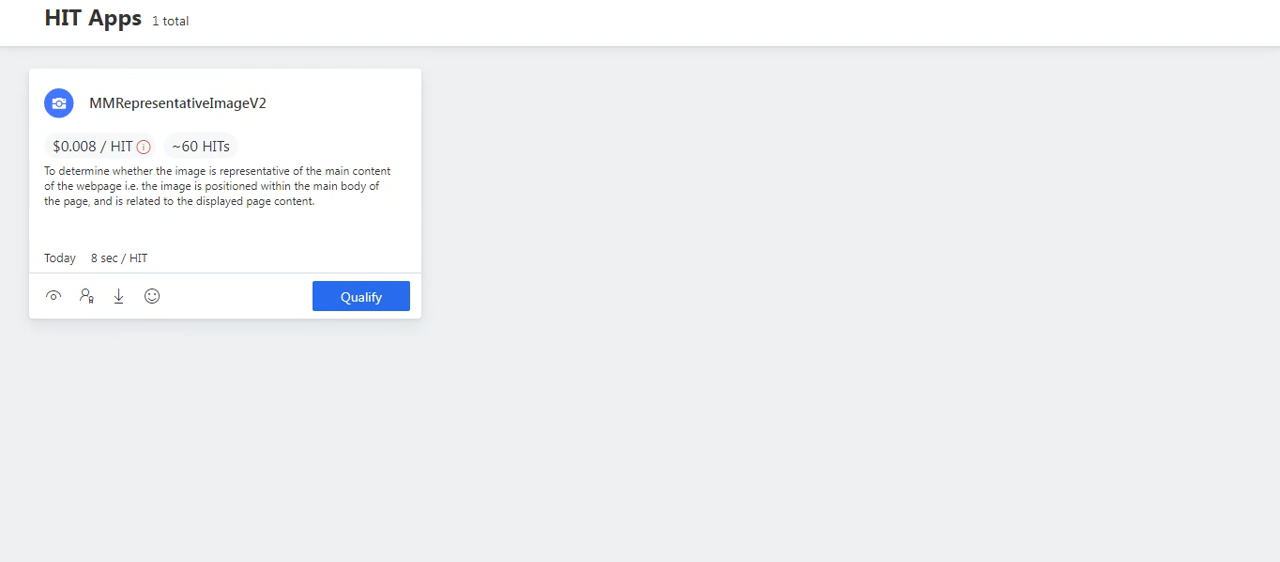 HIT Apps 1 total
MMRepresentativeImageV2
$0.008 / HIT ~60 HITs
To determine whether the image is representative of the main content
of the webpage i.e. the image is positioned within the main body of
the page, and is related to the displayed page content.
Today 8 sec / HIT
Qualify